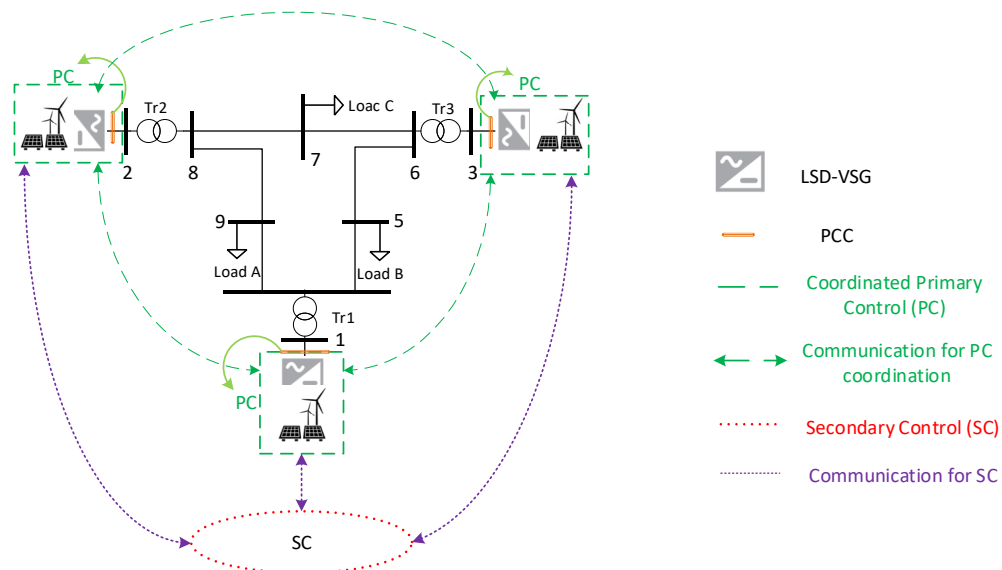 PC
PC
Tr2
Loac C
Tr3
2
8
7
6
3
9
5
Load A
Load B
Tr1
1
PC
SC
LSD-VSG
PCC
Coordinated Primary
Control (PC)
Communication for PC
coordination
Secondary Control (SC)
Communication for SC